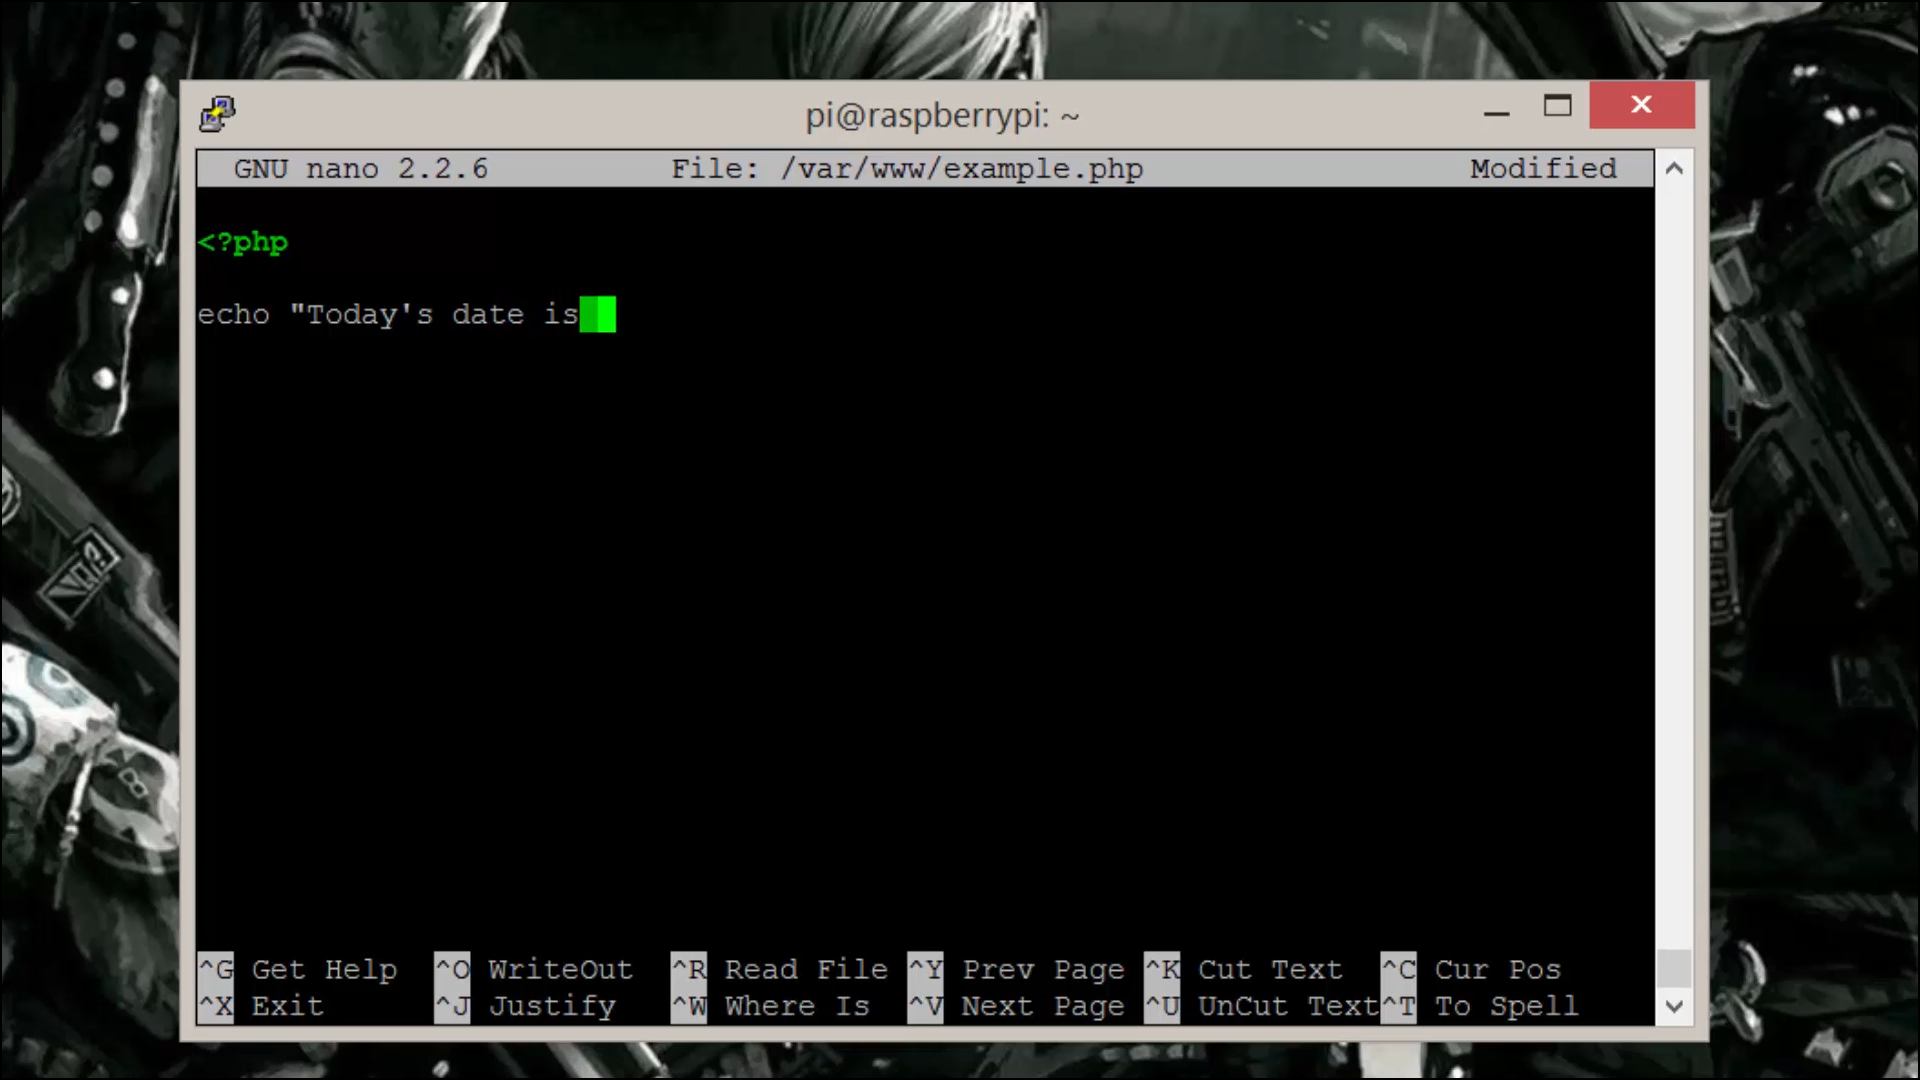 pi@raspberrypi: ~
GNU nano 2.2.6 File: /var/www/example.php Modified
<?php
echo "Today's date is
^G Get Help ^O WriteOut ^R Read File ^Y Prev Page ^K Cut Text ^C Cur Pos
^X Exit ^J Justify ^W Where Is ^V Next Page ^U UnCut Text ^T To Spell